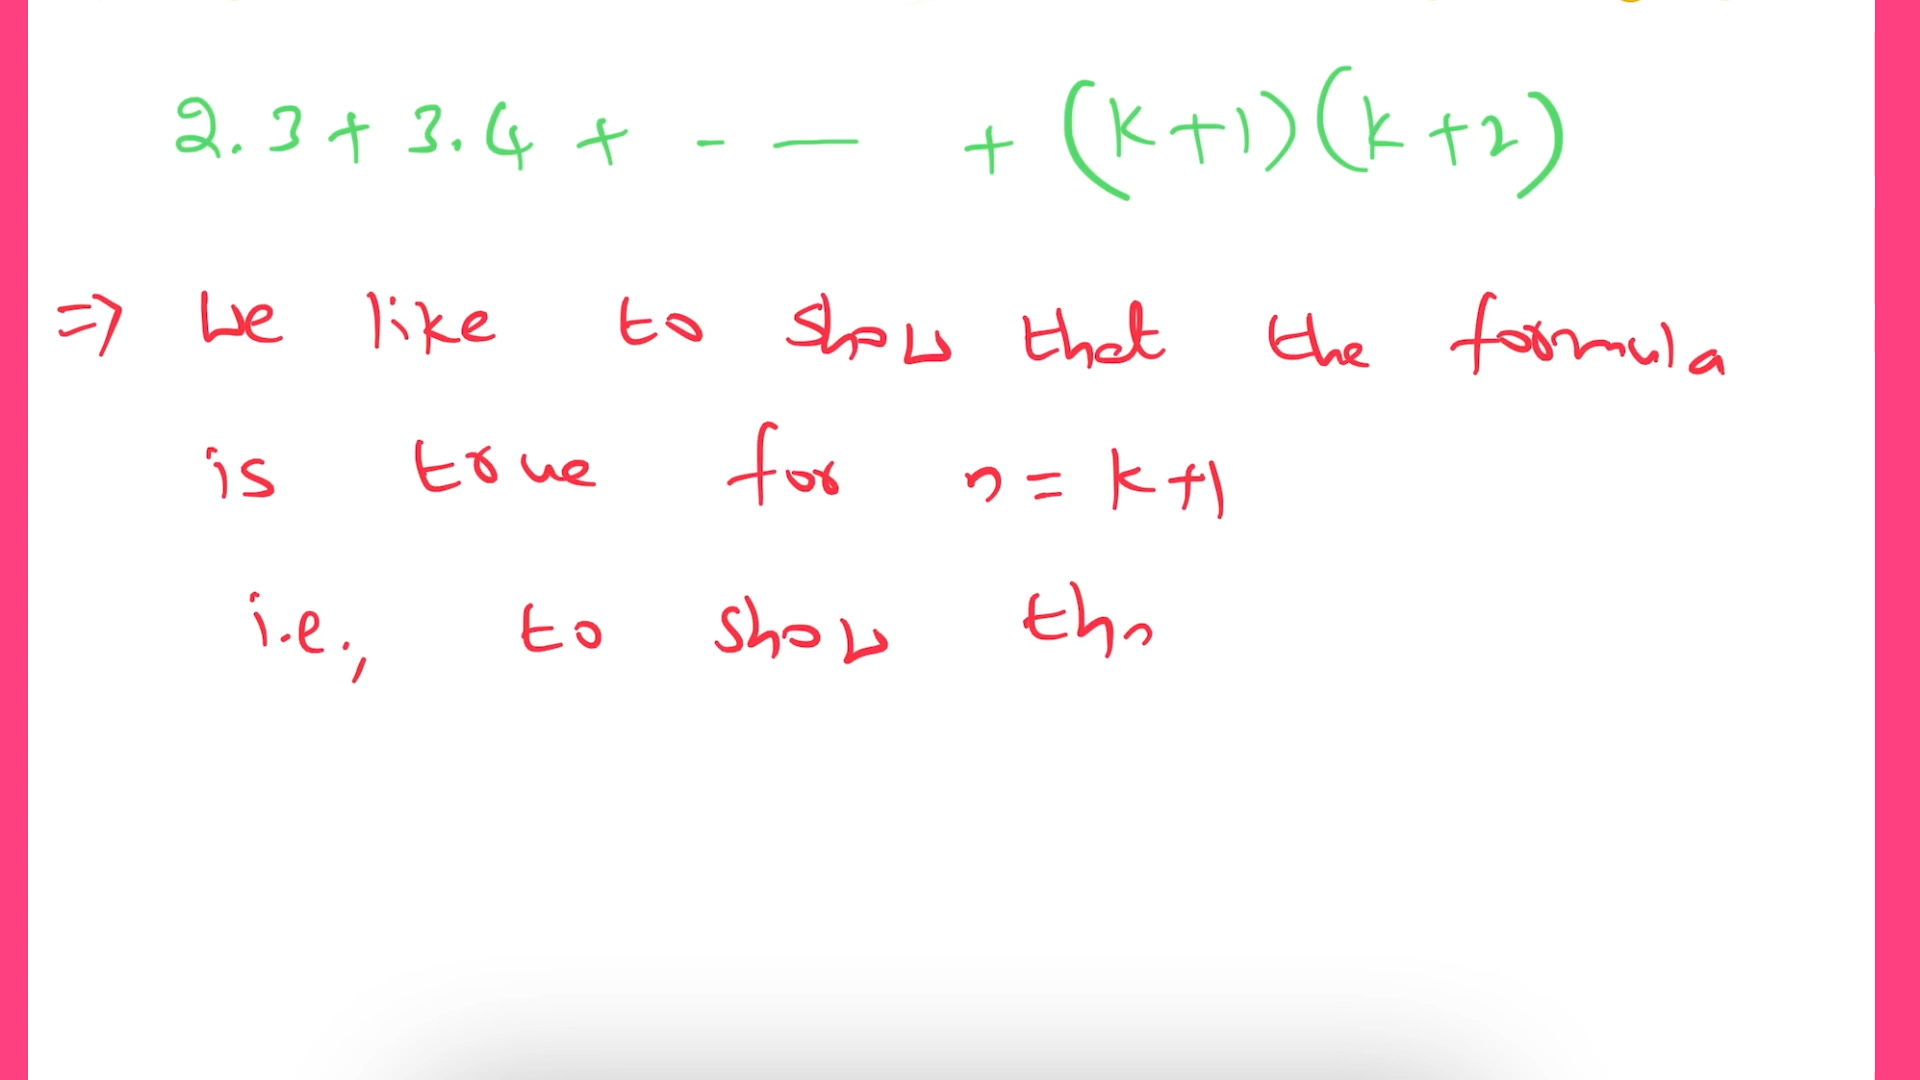 2.3 + 3.4 + - — + (k+1)(k+2)
=> We like to show that the formula
is true for n = k+1
i.e., to show tha